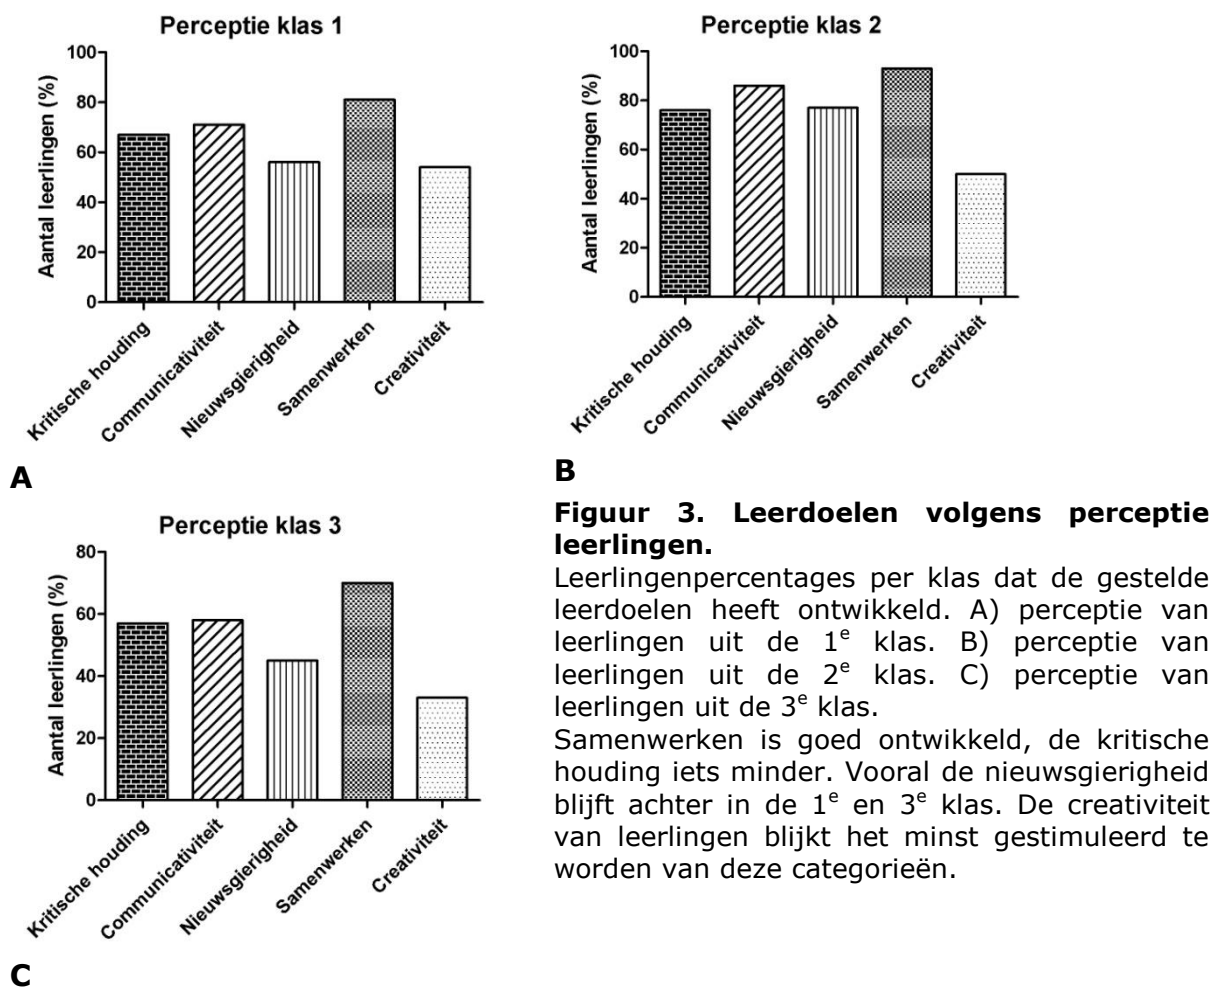 Perceptie klas 1
100
80
60
40
20
0
Aantal leerlingen (%)
Kritische houding
Communicativiteit
Nieuwsgierigheid
Samenwerken
Creativiteit
A
Perceptie klas 2
100
80
60
40
20
0
Aantal leerlingen (%)
Kritische houding
Communicativiteit
Nieuwsgierigheid
Samenwerken
Creativiteit
B
Perceptie klas 3
80
60
40
20
0
Aantal leerlingen (%)
Kritische houding
Communicativiteit
Nieuwsgierigheid
Samenwerken
Creativiteit
C
Figuur 3. Leerdoelen volgens perceptie
leerlingen.
Leerlingenpercentages per klas dat de gestelde
leerdoelen heeft ontwikkeld. A) perceptie van
leerlingen uit de 1e klas. B) perceptie van
leerlingen uit de 2e klas. C) perceptie van
leerlingen uit de 3e klas.
Samenwerken is goed ontwikkeld, de kritische
houding iets minder. Vooral de nieuwsgierigheid
blijft achter in de 1e en 3e klas. De creativiteit
van leerlingen blijkt het minst gestimuleerd te
worden van deze categorieën.